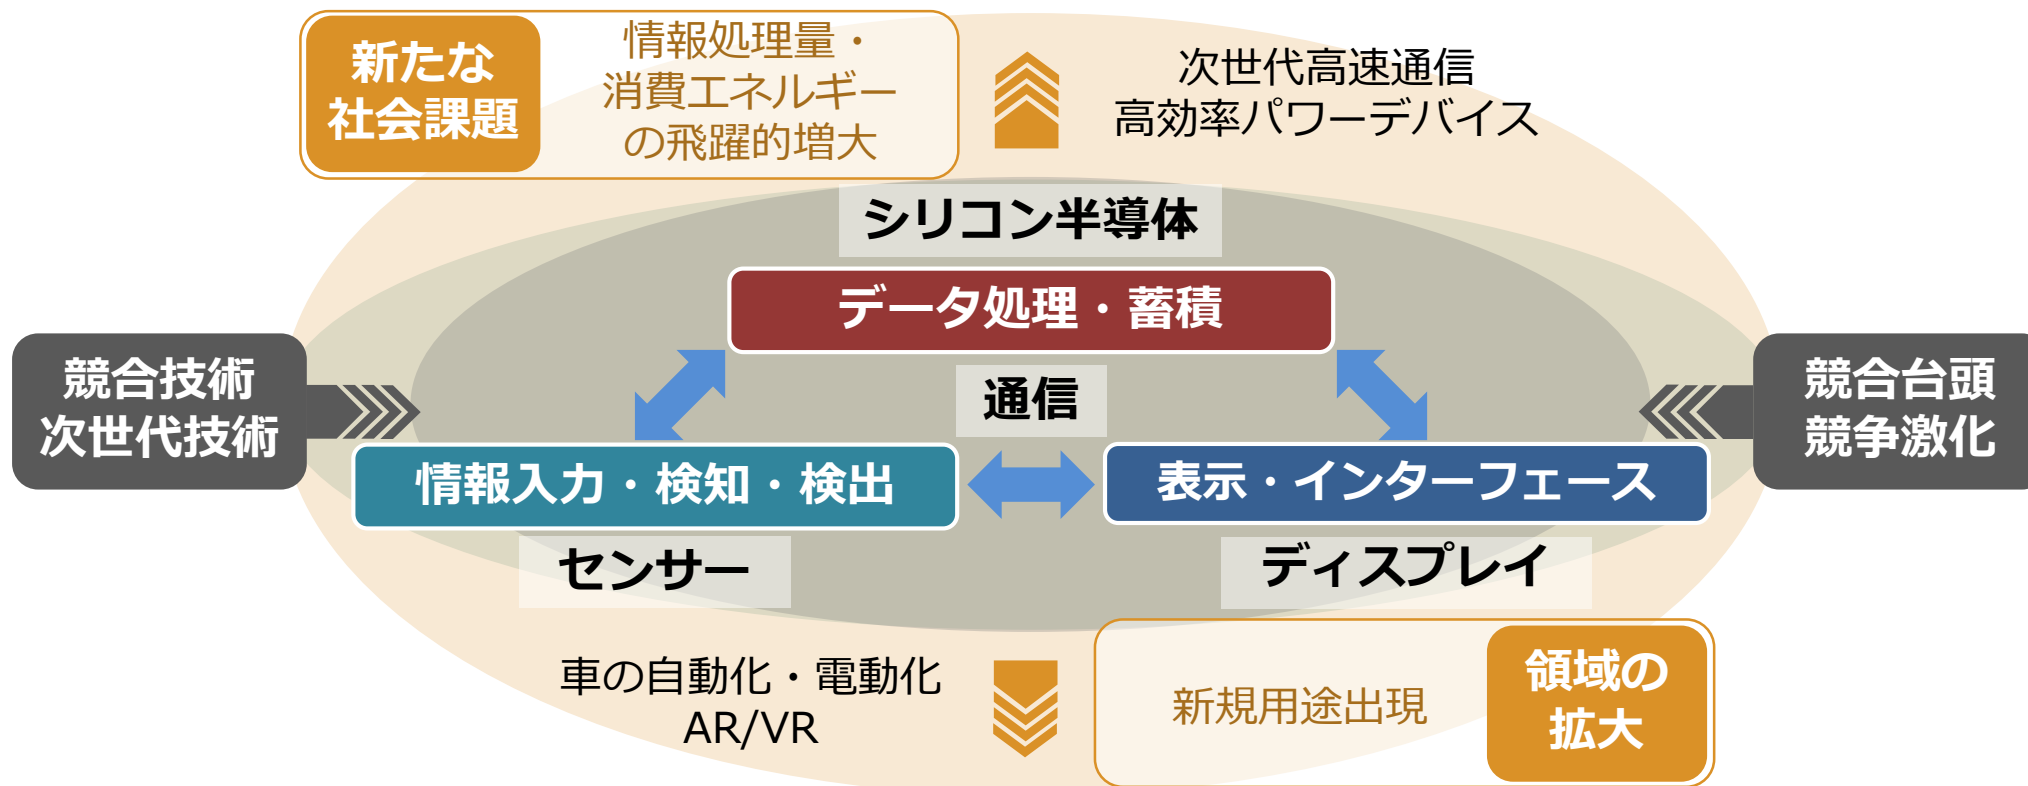 新たな
社会課題
情報処理量・
消費エネルギー
の飛躍的増大
次世代高速通信
高効率パワーデバイス
シリコン半導体
データ処理・蓄積
競合技術
次世代技術
通信
競合台頭
競争激化
情報入力・検知・検出
表示・インターフェース
センサー
ディスプレイ
車の自動化・電動化
AR/VR
新規用途出現
領域の
拡大